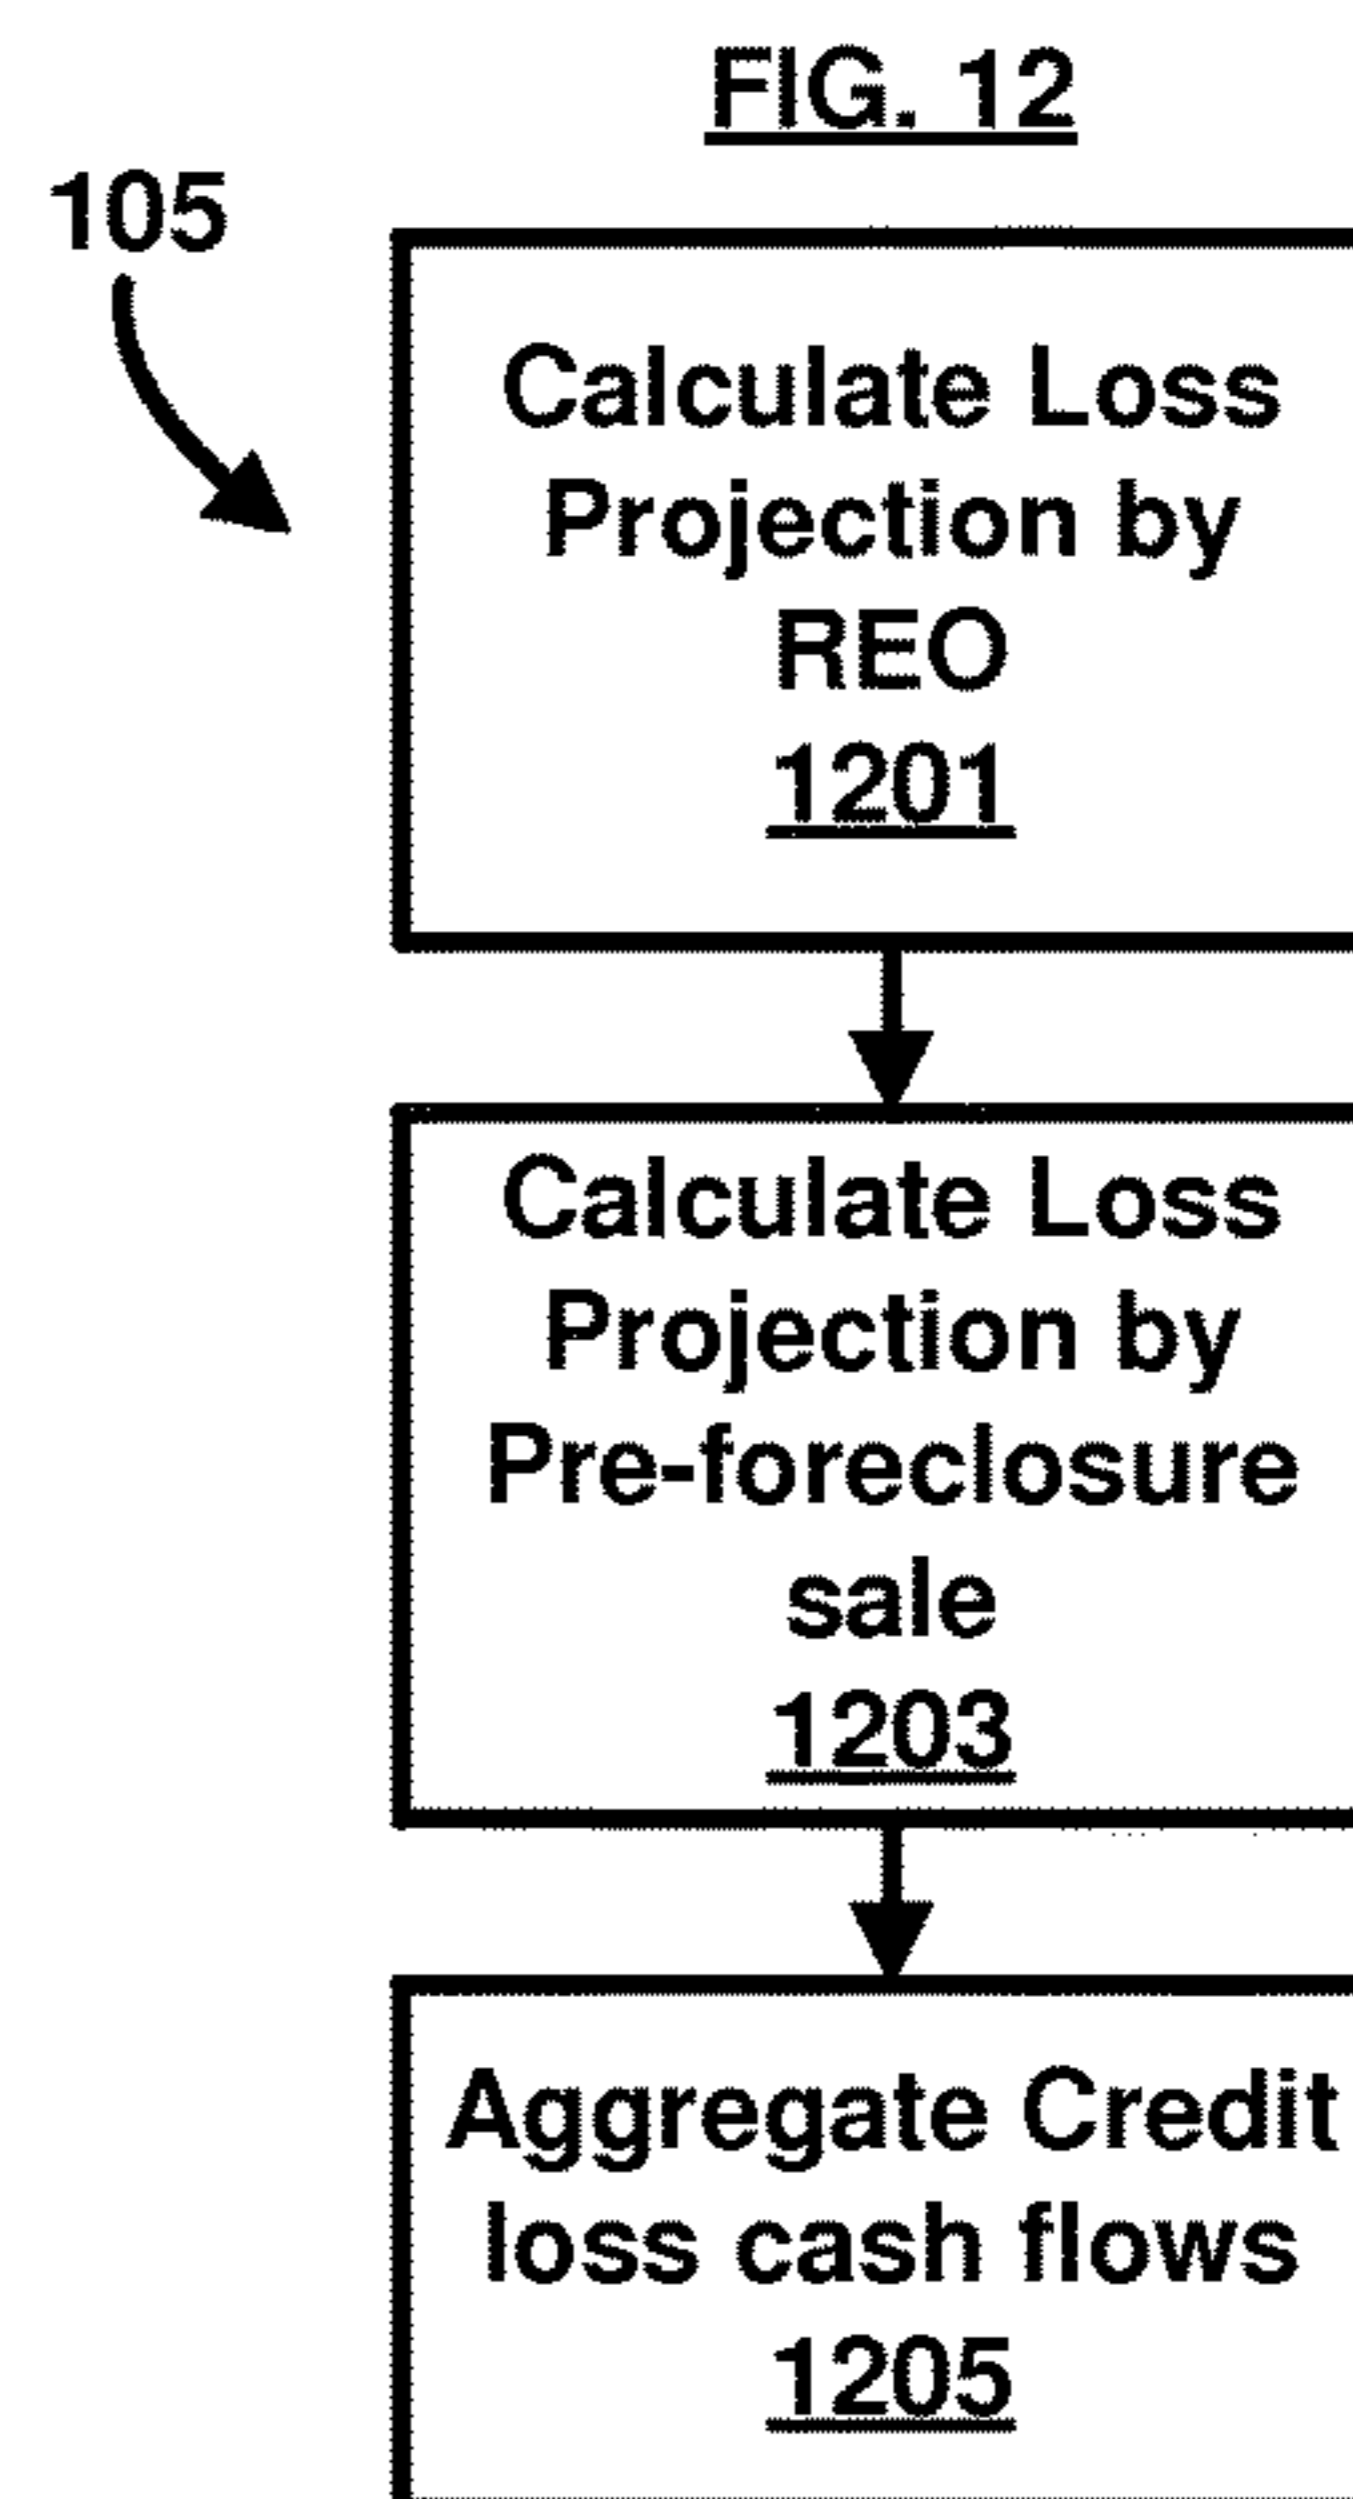 FIG. 12
105
Calculate Loss
Projection by
REO
1201
Calculate Loss
Projection by
Pre-foreclosure
sale
1203
Aggregate Credit
loss cash flows
1205